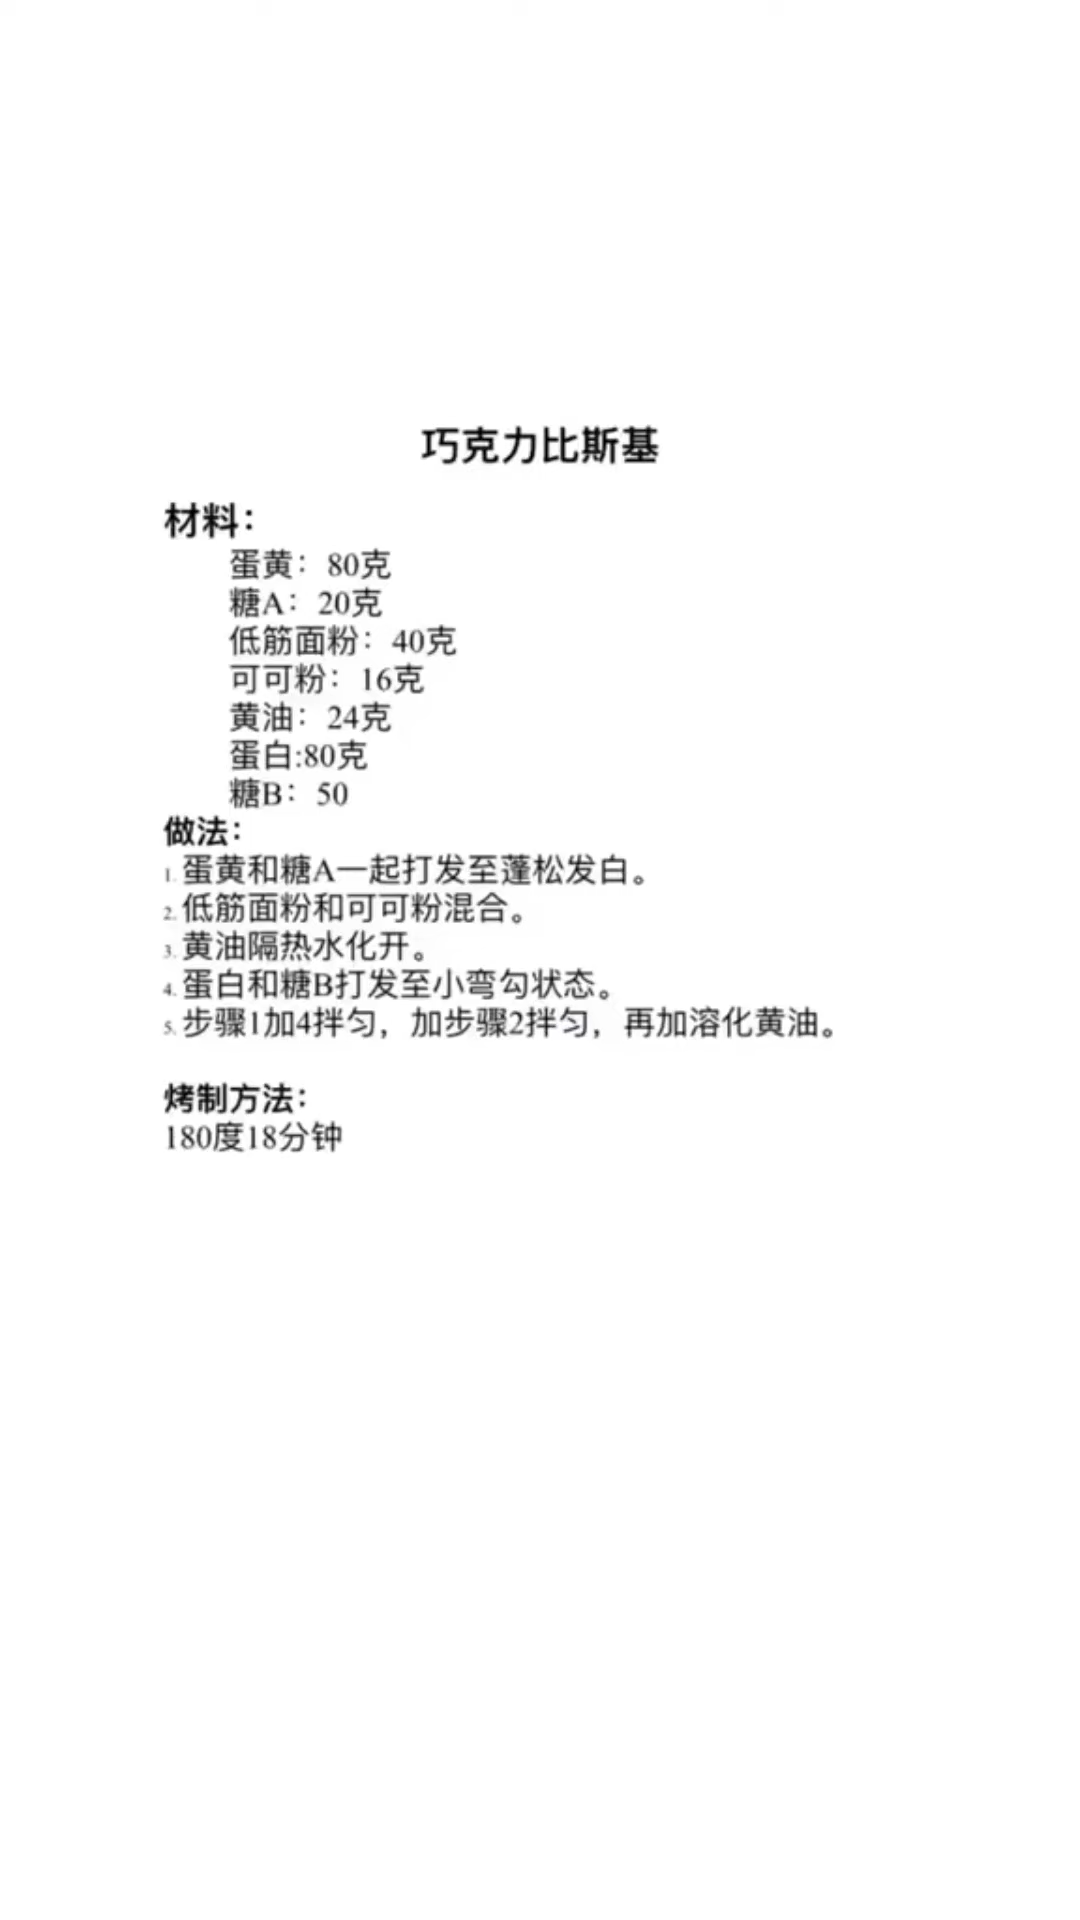 巧克力比斯基
材料：
蛋黄：80克
糖A：20克
低筋面粉：40克
可可粉：16克
黄油：24克
蛋白:80克
糖B：50
做法：
1. 蛋黄和糖A一起打发至蓬松发白。
2. 低筋面粉和可可粉混合。
3. 黄油隔热水化开。
4. 蛋白和糖B打发至小弯勾状态。
5. 步骤1加4拌匀，加步骤2拌匀，再加溶化黄油。
烤制方法：
180度18分钟